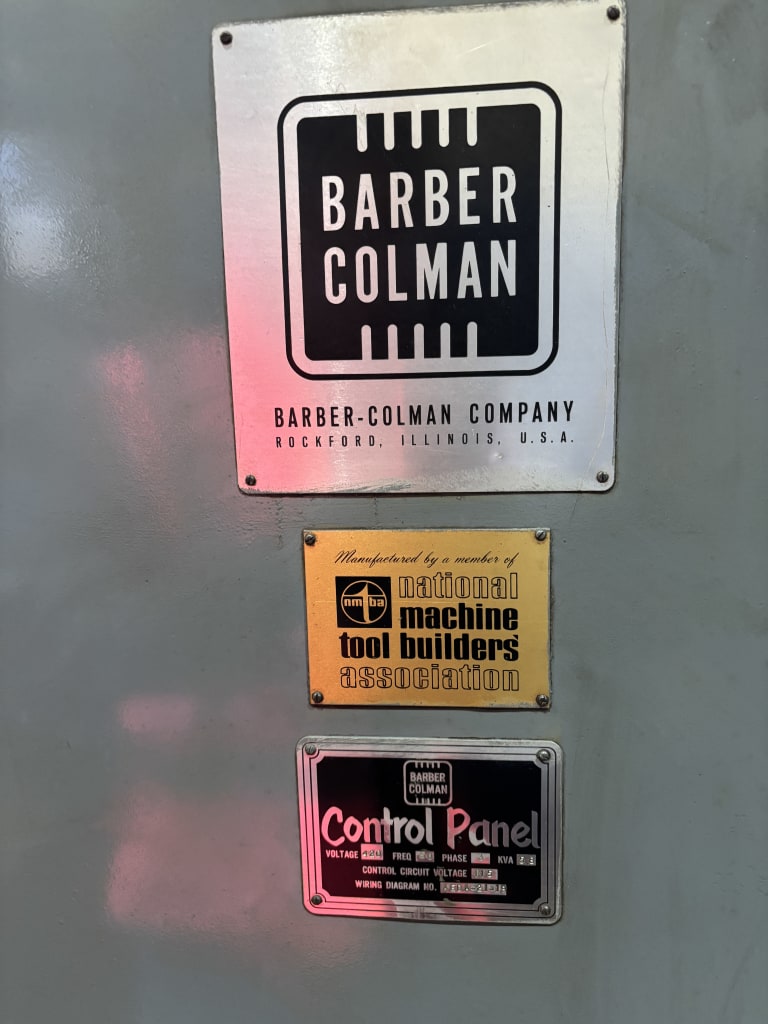 BARBER
COLMAN
BARBER-COLMAN COMPANY
ROCKFORD, ILLINOIS, U.S.A.
Manufactured by a member of
nmtba
national
machine
tool builders'
association
BARBER
COLMAN
Control Panel
VOLTAGE FREQ PHASE KVA
CONTROL CIRCUIT VOLTAGE 115
WIRING DIAGRAM NO.